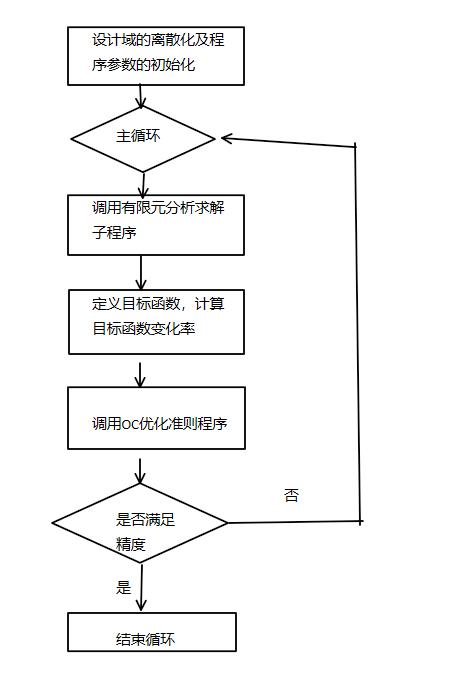 设计域的离散化及程
序参数的初始化
主循环
调用有限元分析求解
子程序
定义目标函数，计算
目标函数变化率
调用OC优化准则程序
否
是否满足
精度
是
结束循环